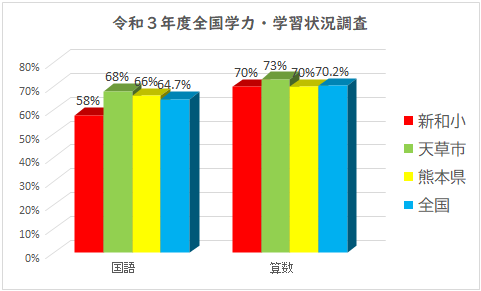 令和３年度全国学力・学習状況調査
80%
70%
60%
50%
40%
30%
20%
10%
0%
58%
68%
66%
64.7%
70%
73%
70%
70.2%
国語
算数
新和小
天草市
熊本県
全国